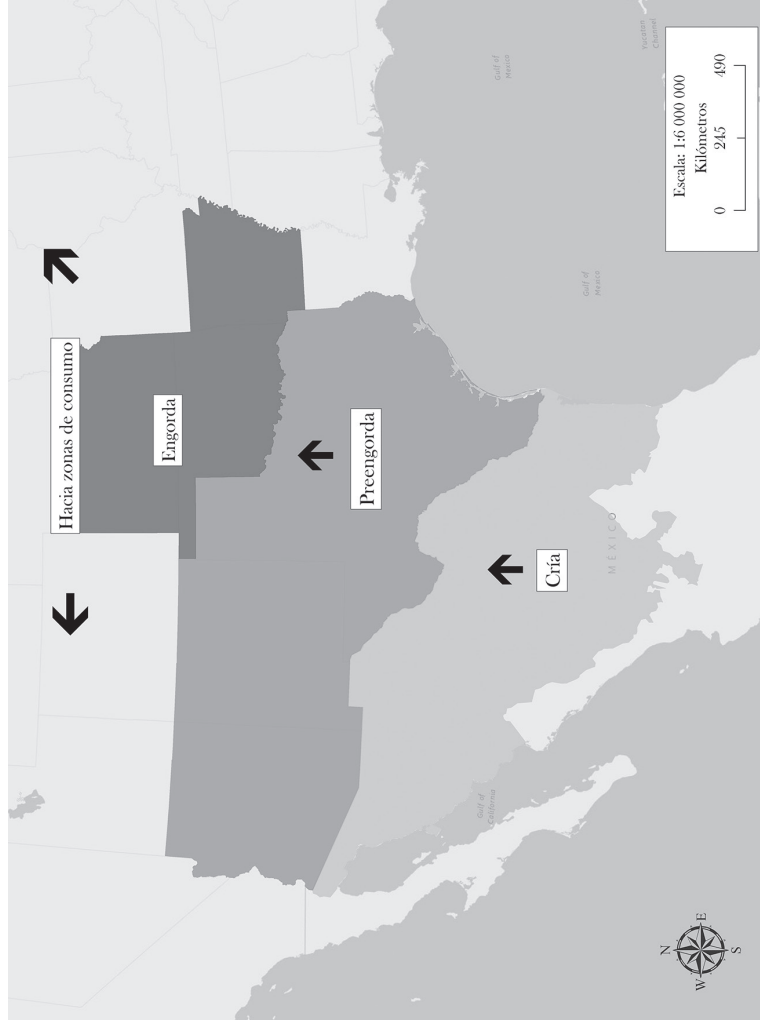 Hacia zonas de consumo
Engorda
Preengorda
Cría
MÉXICO
Gulf of
California
Gulf of
Mexico
Gulf of
Mexico
Yucatan
Channel
Escala: 1:6 000 000
Kilómetros
0 245 490
N
W E
S